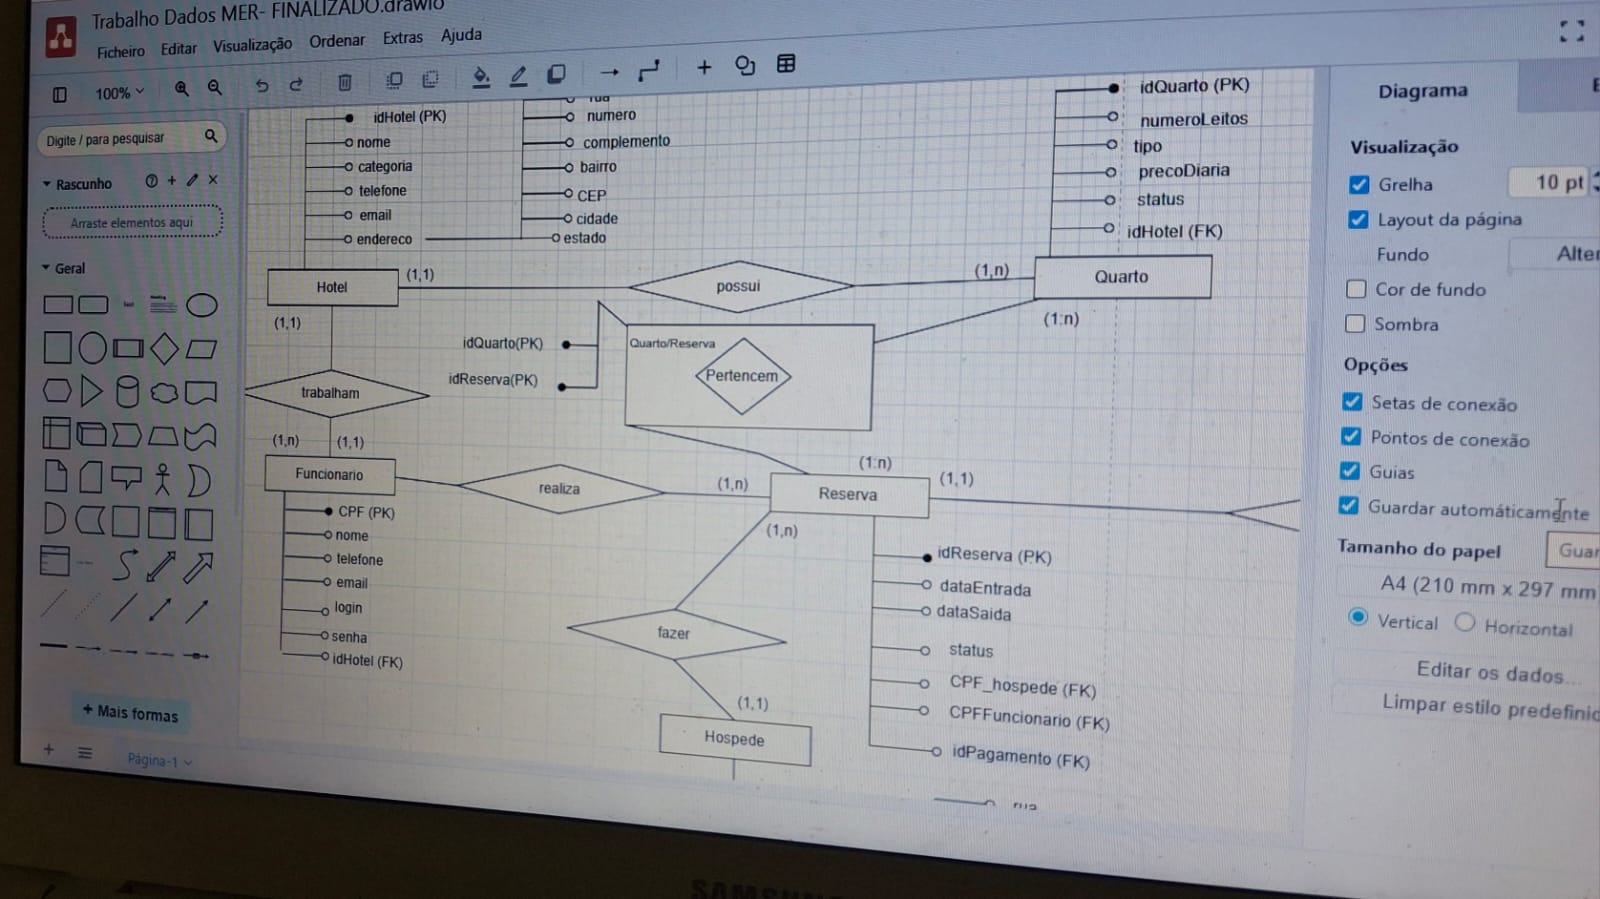 Trabalho Dados MER- FINALIZADO.drawio
Ficheiro Editar Visualização Ordenar Extras Ajuda
100%
Digite / para pesquisar
Rascunho
Arraste elementos aqui
Geral
+ Mais formas
Página-1
idHotel (PK)
nome
categoria
telefone
email
endereco
rua
numero
complemento
bairro
CEP
cidade
estado
idQuarto (PK)
numeroLeitos
tipo
precoDiaria
status
idHotel (FK)
Hotel
(1,1)
possui
(1,n)
Quarto
(1,1)
(1:n)
idQuarto(PK)
idReserva(PK)
Quarto/Reserva
Pertencem
trabalham
(1,n)
(1,1)
Funcionario
realiza
(1,n)
(1:n)
Reserva
(1,1)
(1,n)
CPF (PK)
nome
telefone
email
login
senha
idHotel (FK)
fazer
(1,1)
Hospede
idReserva (PK)
dataEntrada
dataSaida
status
CPF_hospede (FK)
CPFFuncionario (FK)
idPagamento (FK)
rua
Diagrama
E
Visualização
Grelha
10 pt
Layout da página
Fundo
Alter
Cor de fundo
Sombra
Opções
Setas de conexão
Pontos de conexão
Guias
Guardar automáticamente
Tamanho do papel
Guar
A4 (210 mm x 297 mm
Vertical
Horizontal
Editar os dados...
Limpar estilo predefinid
SAMSUNG